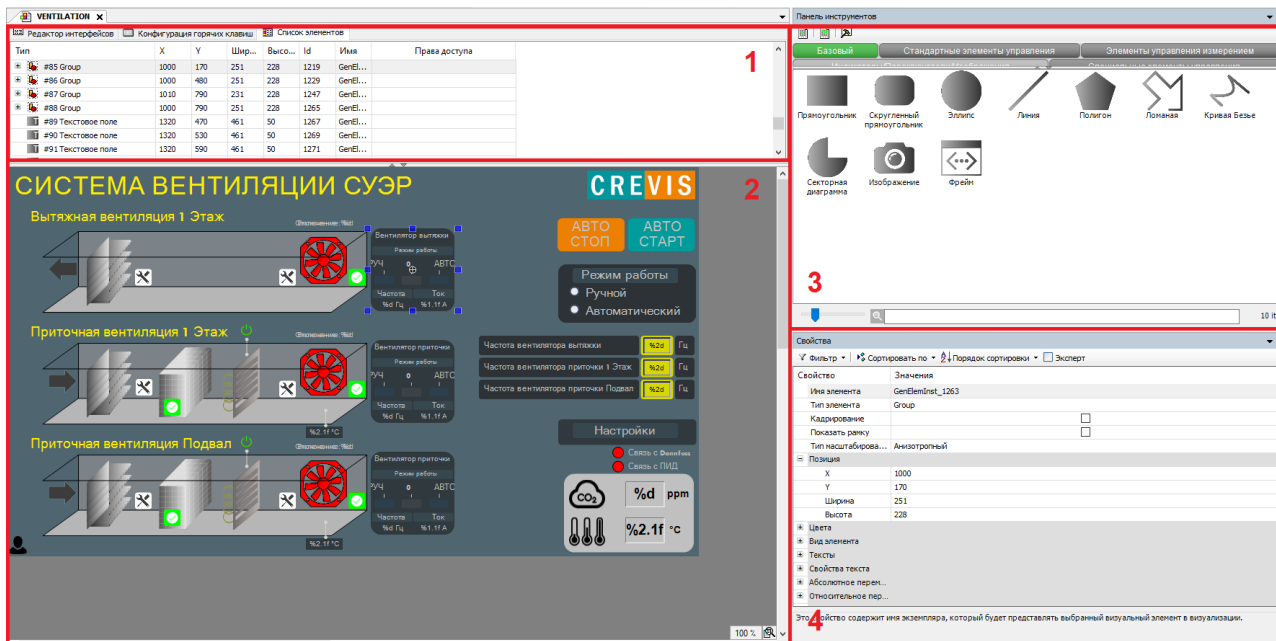 VENTILATION X
Редактор интерфейсов Конфигурация горячих клавиш Список элементов
Тип X Y Шир... Высо... Id Имя Права доступа
#85 Group 1000 170 251 228 1219 GenEl...
#86 Group 1000 480 251 228 1229 GenEl...
#87 Group 1010 790 231 228 1247 GenEl...
#88 Group 1000 790 251 228 1265 GenEl...
#89 Текстовое поле 1320 470 461 50 1267 GenEl...
#90 Текстовое поле 1320 530 461 50 1269 GenEl...
#91 Текстовое поле 1320 590 461 50 1271 GenEl...
1
СИСТЕМА ВЕНТИЛЯЦИИ СУЭР
CREVIS
2
Вытяжная вентиляция 1 Этаж
Вентилятор вытяжки
Режим работы
РУЧ 0 АВТС
Частота Ток
%d Гц %1.1f A
АВТО СТОП
АВТО СТАРТ
Режим работы
Ручной
Автоматический
Приточная вентиляция 1 Этаж
Вентилятор приточки
Режим работы
РУЧ 0 АВТС
Частота Ток
%d Гц %1.1f A
%2.1f °C
Частота вентилятора вытяжки %2d Гц
Частота вентилятора приточки 1 Этаж %2d Гц
Частота вентилятора приточки Подвал %2d Гц
Настройки
Связь с Danfoss
Связь с ПИД
Приточная вентиляция Подвал
Вентилятор приточки
Режим работы
РУЧ 0 АВТС
Частота Ток
%d Гц %1.1f A
%2.1f °C
CO2 %d ppm
%2.1f °C
100 %
Панель инструментов
Базовый Стандартные элементы управления Элементы управления измерением
Прямоугольник Скругленный прямоугольник Эллипс Линия Полигон Ломаная Кривая Безье
Секторная диаграмма Изображение Фрейм
3
10 it
Свойства
Фильтр Сортировать по Порядок сортировки Эксперт
Свойство Значения
Имя элемента GenElemInst_1263
Тип элемента Group
Кадрирование
Показать рамку
Тип масштабирова... Анизотропный
Позиция
X 1000
Y 170
Ширина 251
Высота 228
Цвета
Вид элемента
Тексты
Свойства текста
Абсолютное перем...
Относительное пер...
4
Это свойство содержит имя экземпляра, который будет представлять выбранный визуальный элемент в визуализации.